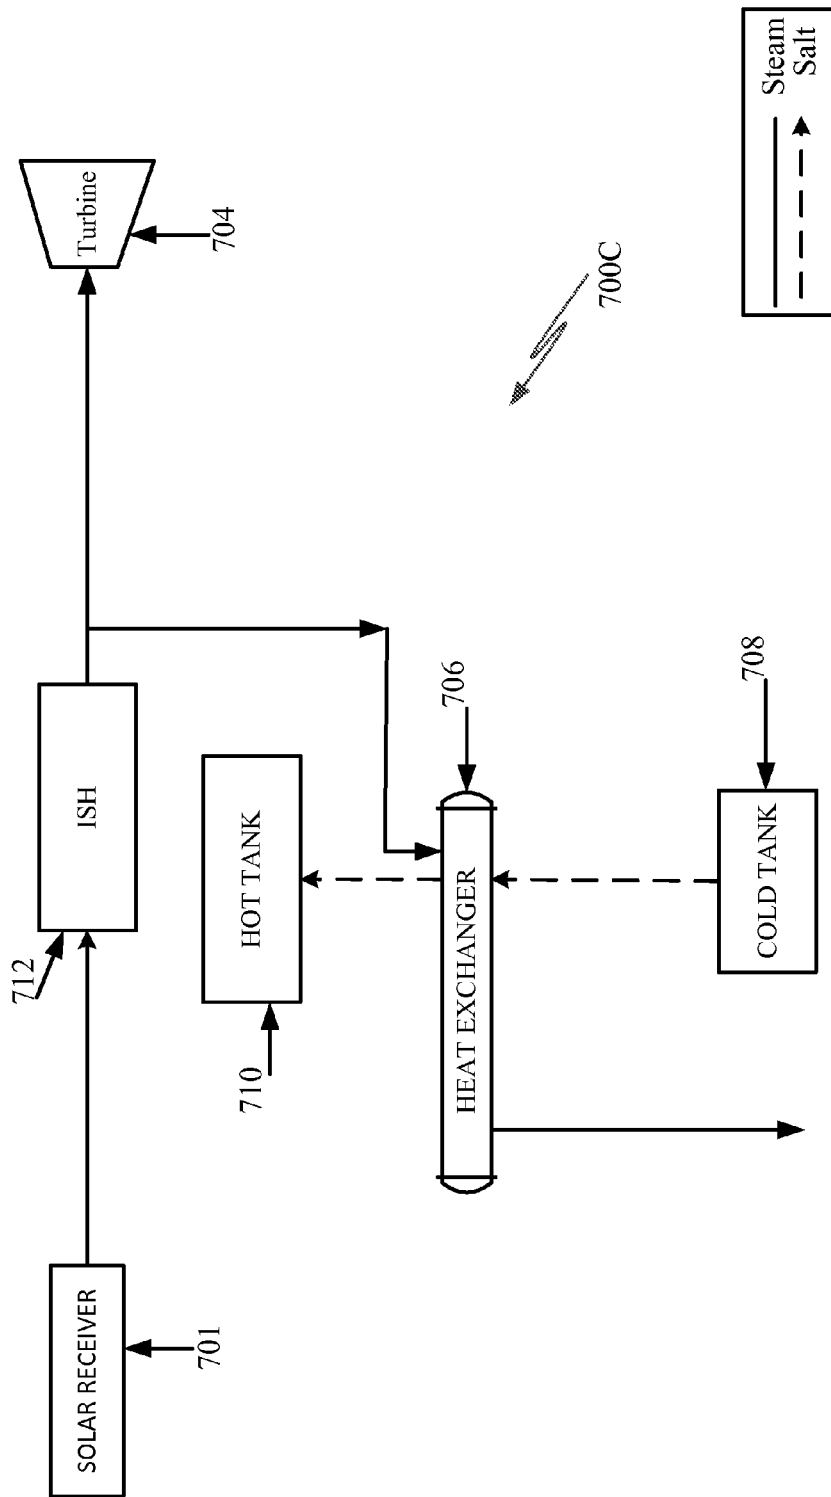 SOLAR RECEIVER
701
712
ISH
Turbine
704
710
HOT TANK
HEAT EXCHANGER
706
COLD TANK
708
700C
Steam
Salt